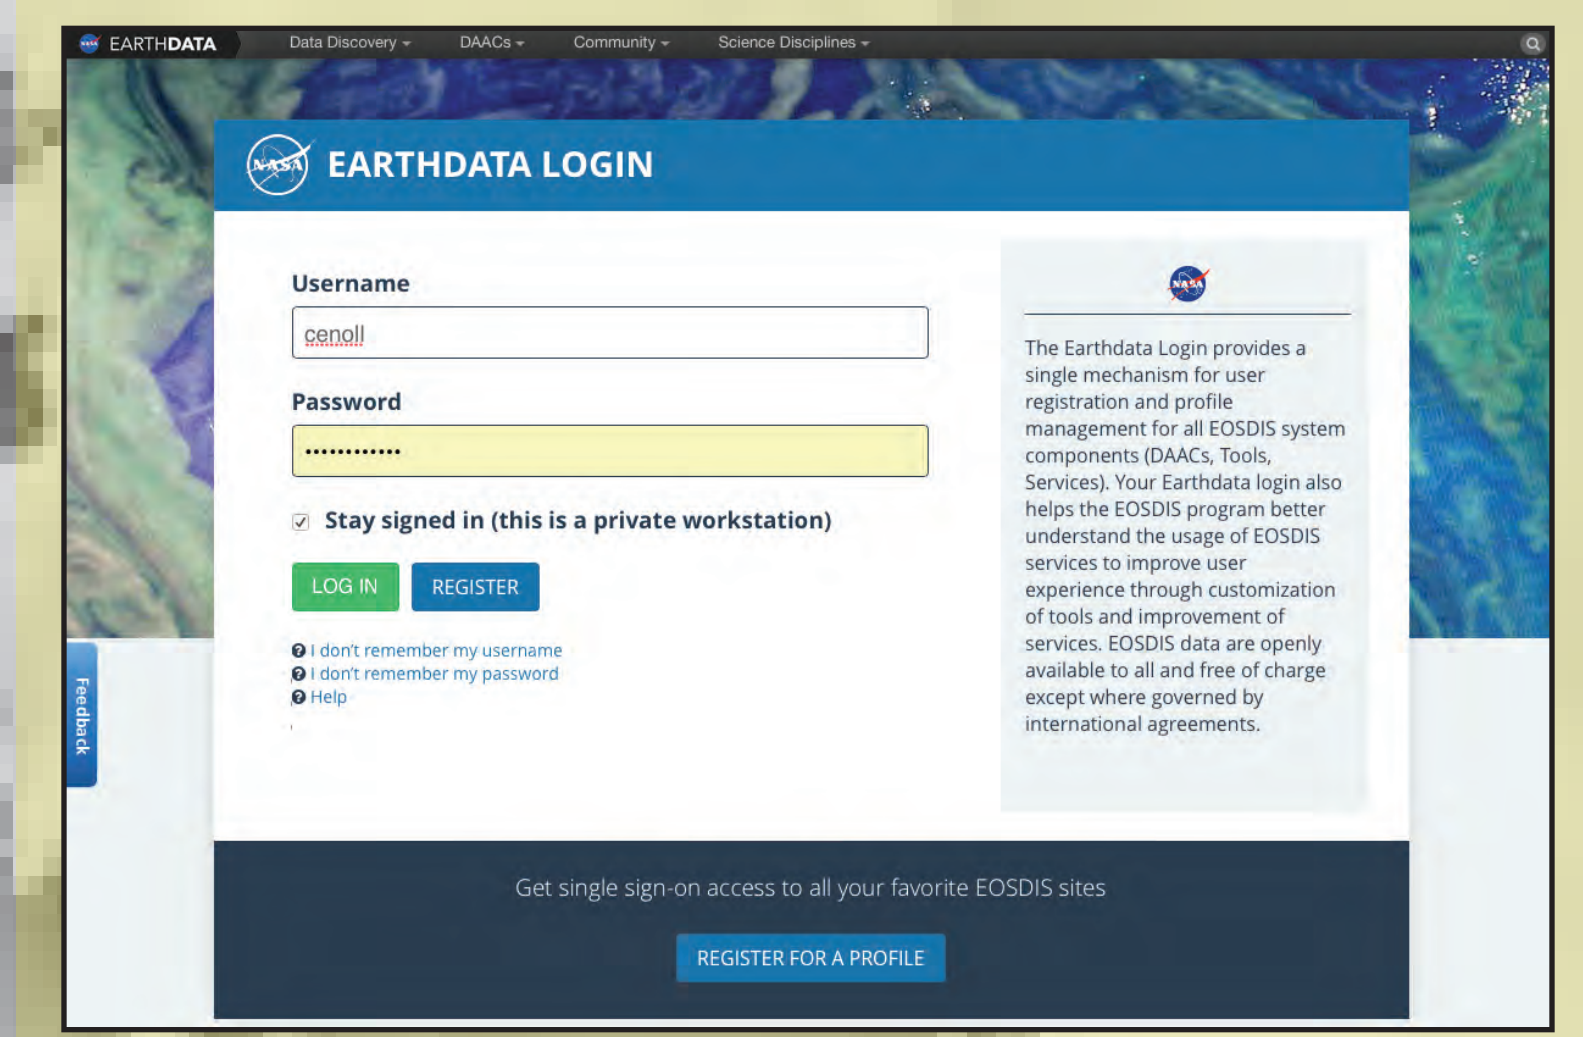 NASA EARTHDATA Data Discovery DAACs Community Science Disciplines
NASA EARTHDATA LOGIN
Username
cenoll
Password
••••••••••••
Stay signed in (this is a private workstation)
LOG IN REGISTER
I don't remember my username
I don't remember my password
Help
NASA
The Earthdata Login provides a
single mechanism for user
registration and profile
management for all EOSDIS system
components (DAACs, Tools,
Services). Your Earthdata login also
helps the EOSDIS program better
understand the usage of EOSDIS
services to improve user
experience through customization
of tools and improvement of
services. EOSDIS data are openly
available to all and free of charge
except where governed by
international agreements.
Feedback
Get single sign-on access to all your favorite EOSDIS sites
REGISTER FOR A PROFILE